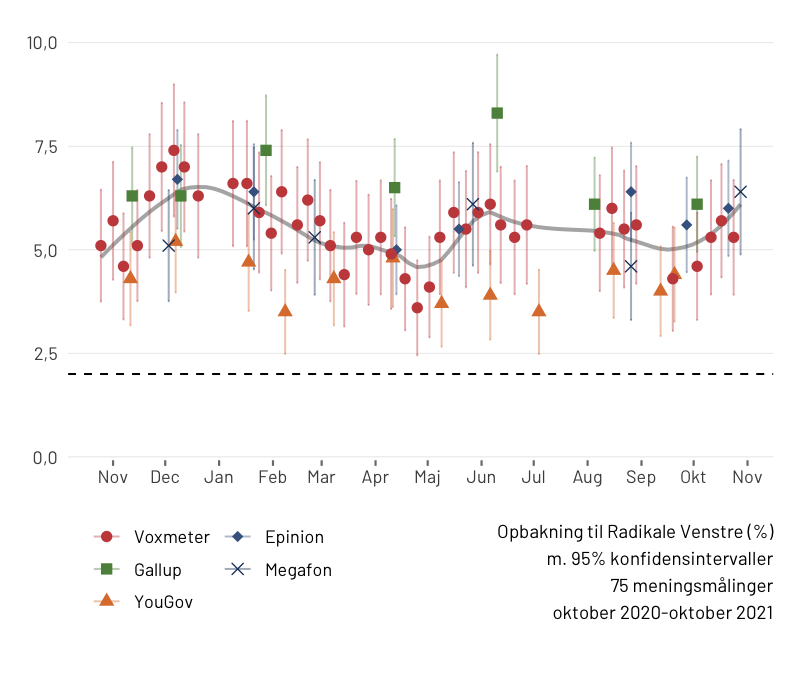 10,0
7,5
5,0
2,5
0,0
Nov Dec Jan Feb Mar Apr Maj Jun Jul Aug Sep Okt Nov
Voxmeter
Gallup
YouGov
Epinion
Megafon
Opbakning til Radikale Venstre (%)
m. 95% konfidensintervaller
75 meningsmålinger
oktober 2020-oktober 2021